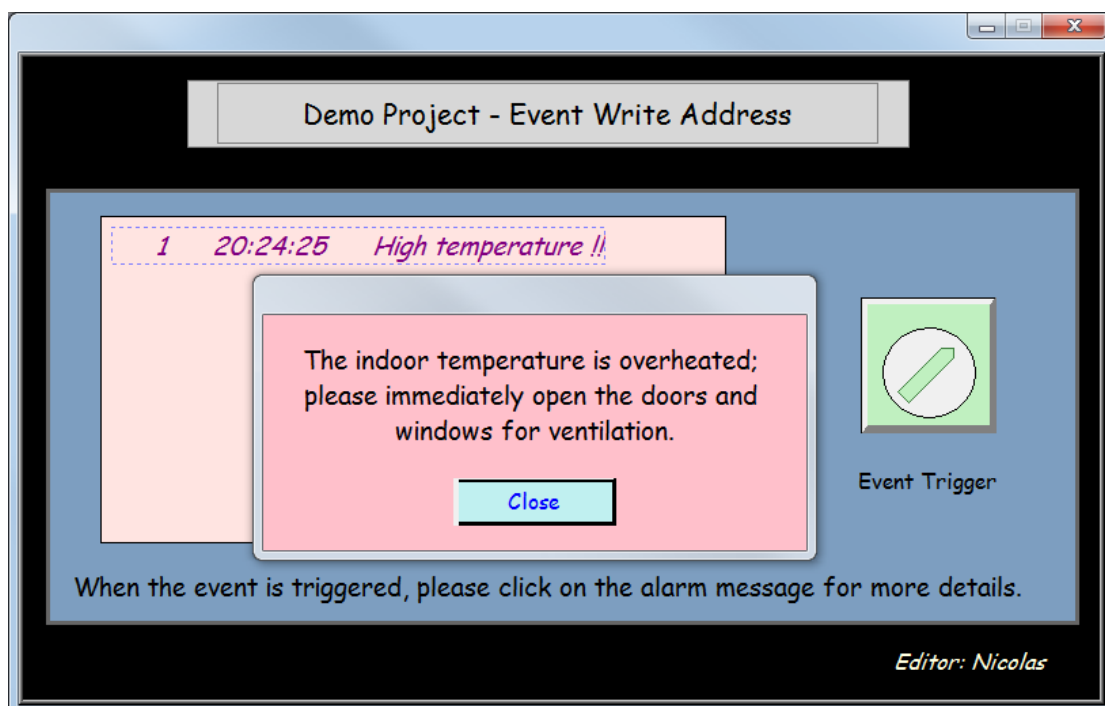 Demo Project - Event Write Address
1 20:24:25 High temperature !!
The indoor temperature is overheated;
please immediately open the doors and
windows for ventilation.
Close
Event Trigger
When the event is triggered, please click on the alarm message for more details.
Editor: Nicolas